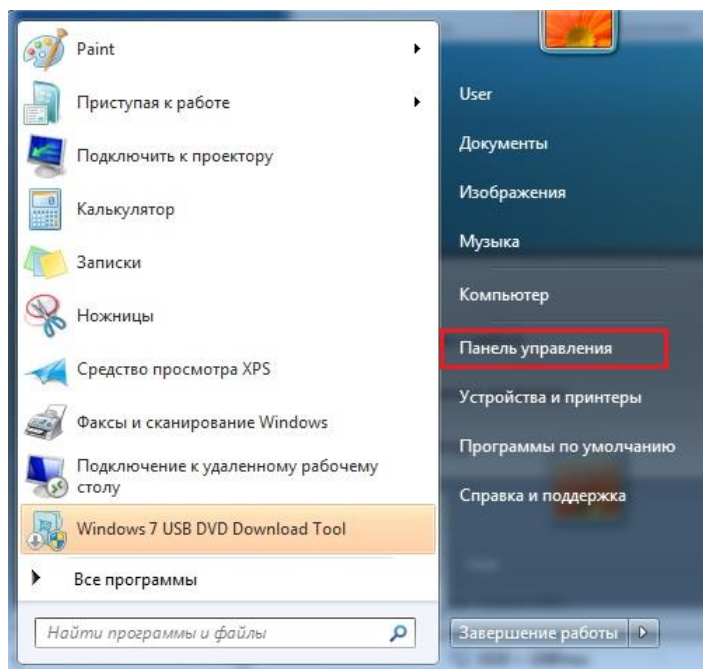 Paint
Приступая к работе
Подключить к проектору
Калькулятор
Записки
Ножницы
Средство просмотра XPS
Факсы и сканирование Windows
Подключение к удаленному рабочему
столу
Windows 7 USB DVD Download Tool
Все программы
Найти программы и файлы
User
Документы
Изображения
Музыка
Компьютер
Панель управления
Устройства и принтеры
Программы по умолчанию
Справка и поддержка
Завершение работы